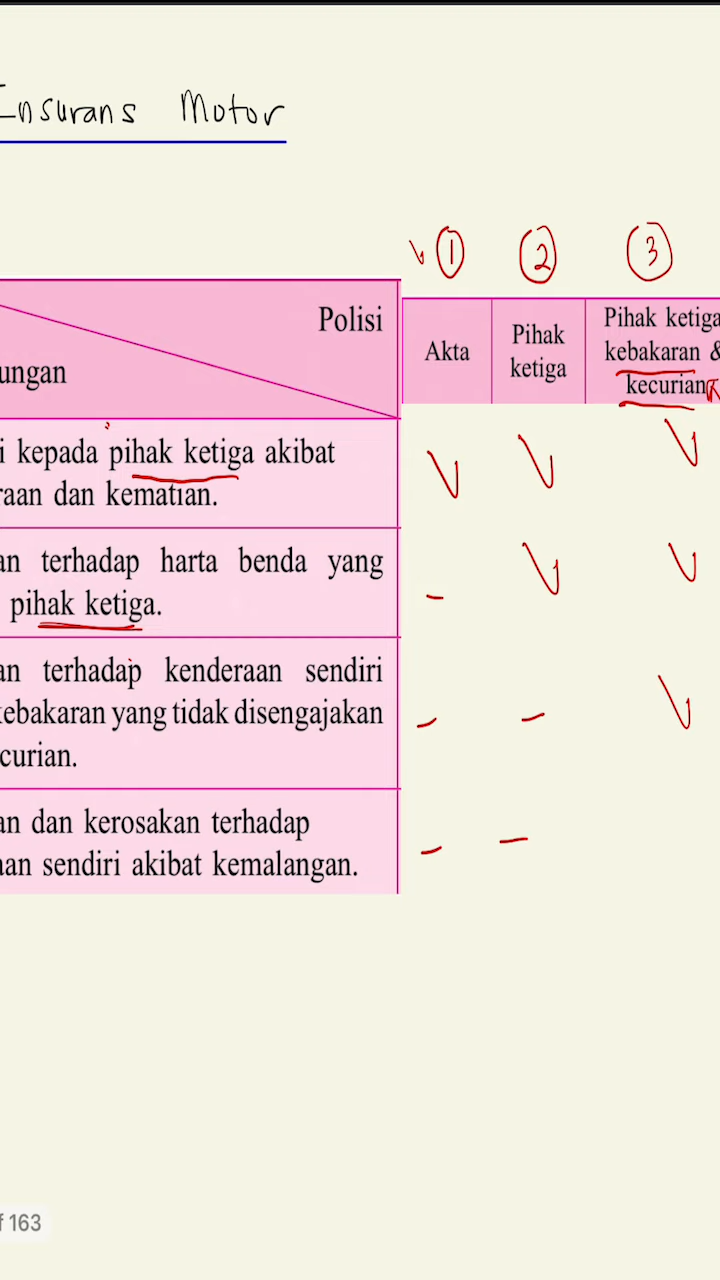 Insurans Motor
1 2 3
Polisi
ungan
Akta
Pihak
ketiga
Pihak ketiga
kebakaran &
kecurian
i kepada pihak ketiga akibat
raan dan kematian.
an terhadap harta benda yang
pihak ketiga.
an terhadap kenderaan sendiri
kebakaran yang tidak disengajakan
curian.
an dan kerosakan terhadap
aan sendiri akibat kemalangan.
f 163